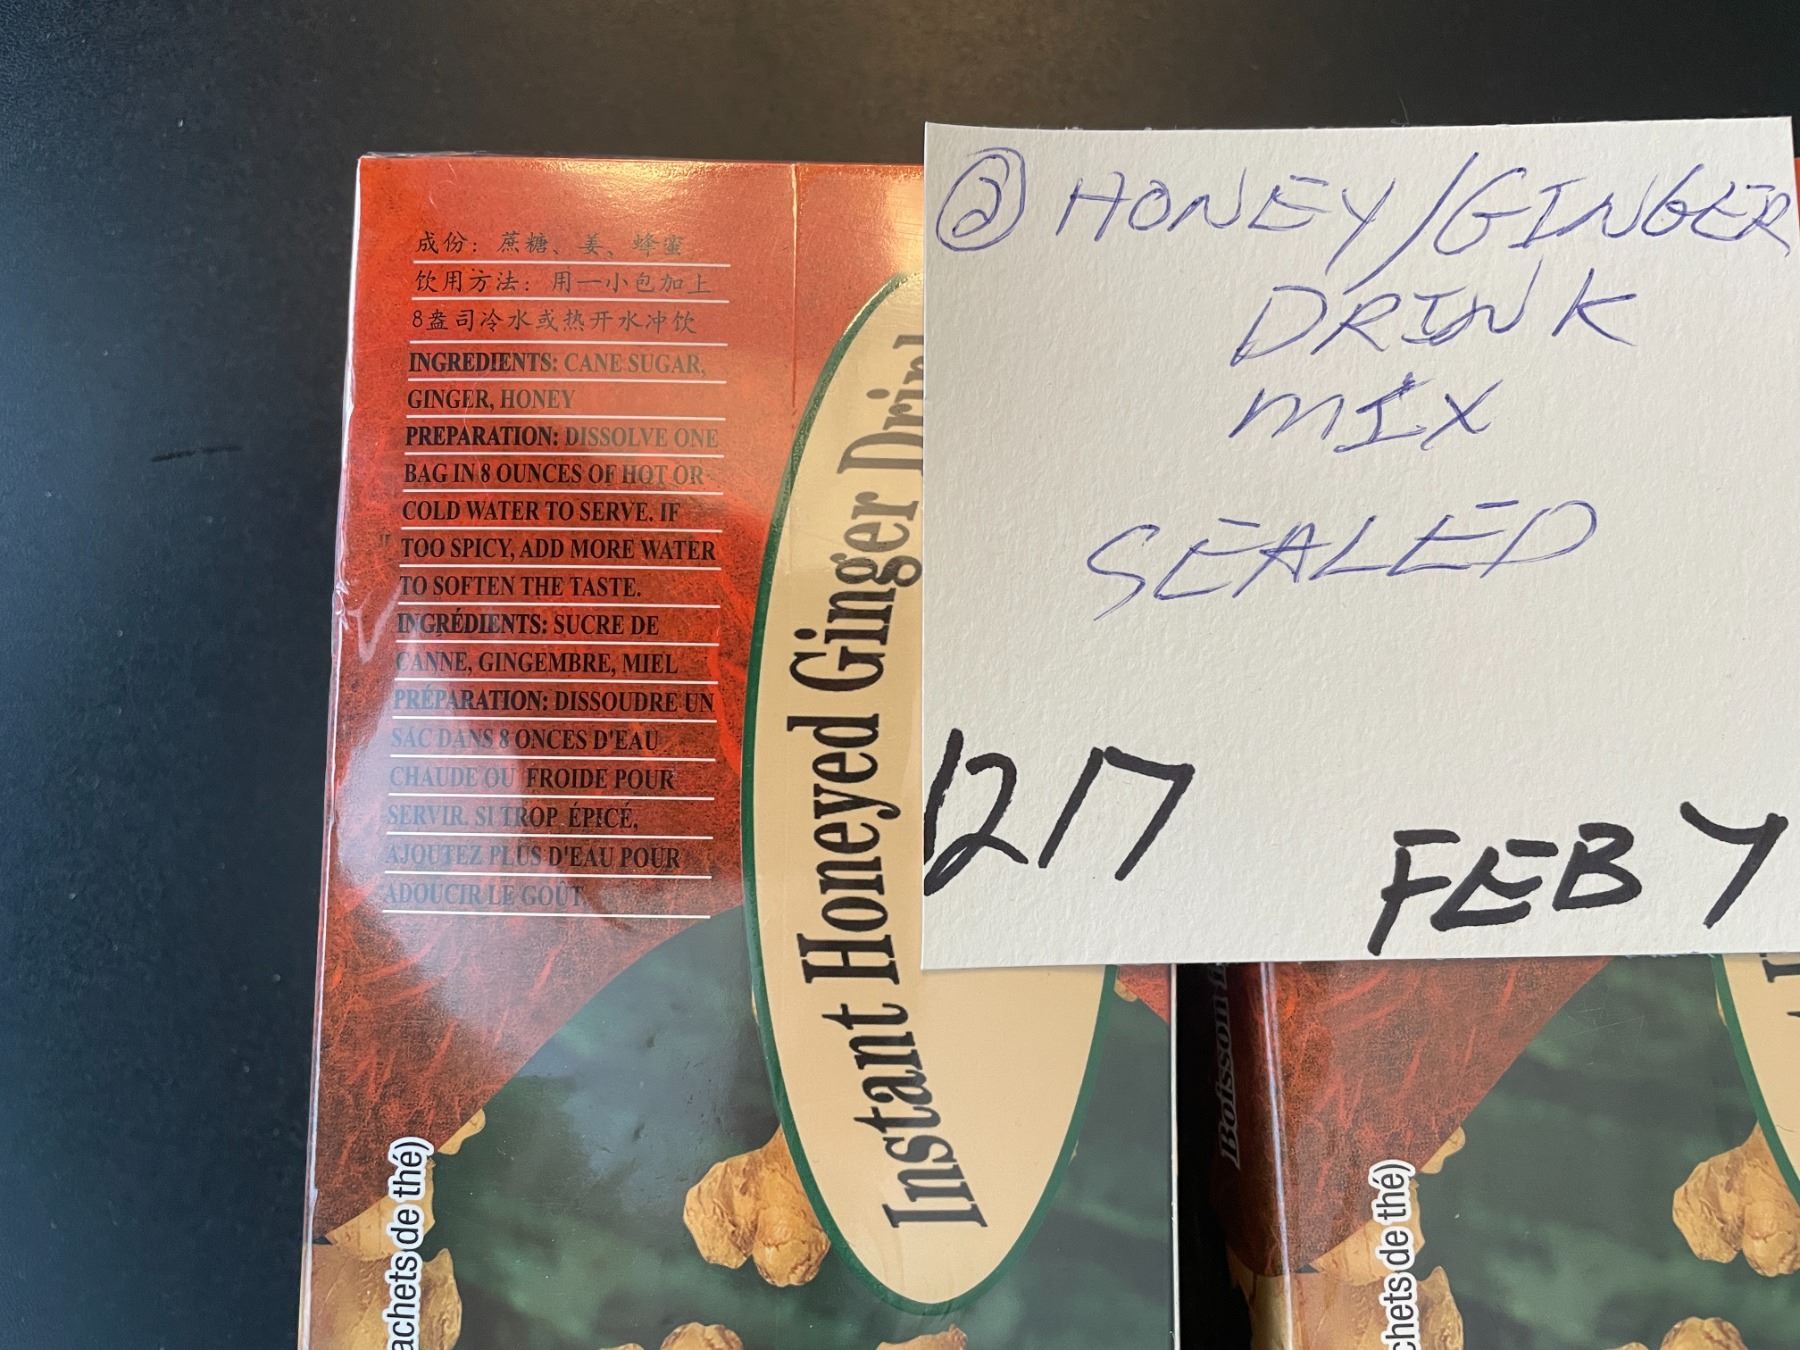 成份：蔗糖、姜、蜂蜜
饮用方法：用一小包加上
8盎司冷水或热开水冲饮
INGREDIENTS: CANE SUGAR,
GINGER, HONEY
PREPARATION: DISSOLVE ONE
BAG IN 8 OUNCES OF HOT OR
COLD WATER TO SERVE. IF
TOO SPICY, ADD MORE WATER
TO SOFTEN THE TASTE.
INGRÉDIENTS: SUCRE DE
CANNE, GINGEMBRE, MIEL
PRÉPARATION: DISSOUDRE UN
SAC DANS 8 ONCES D'EAU
CHAUDE OU FROIDE POUR
SERVIR. SI TROP ÉPICÉ,
AJOUTEZ PLUS D'EAU POUR
ADOUCIR LE GOÛT.
Instant Honeyed Ginger
achets de thé)
② HONEY/GINGER
DRINK
MIX
SEALED
1217
FEB Y
Boisson
chets de thé)